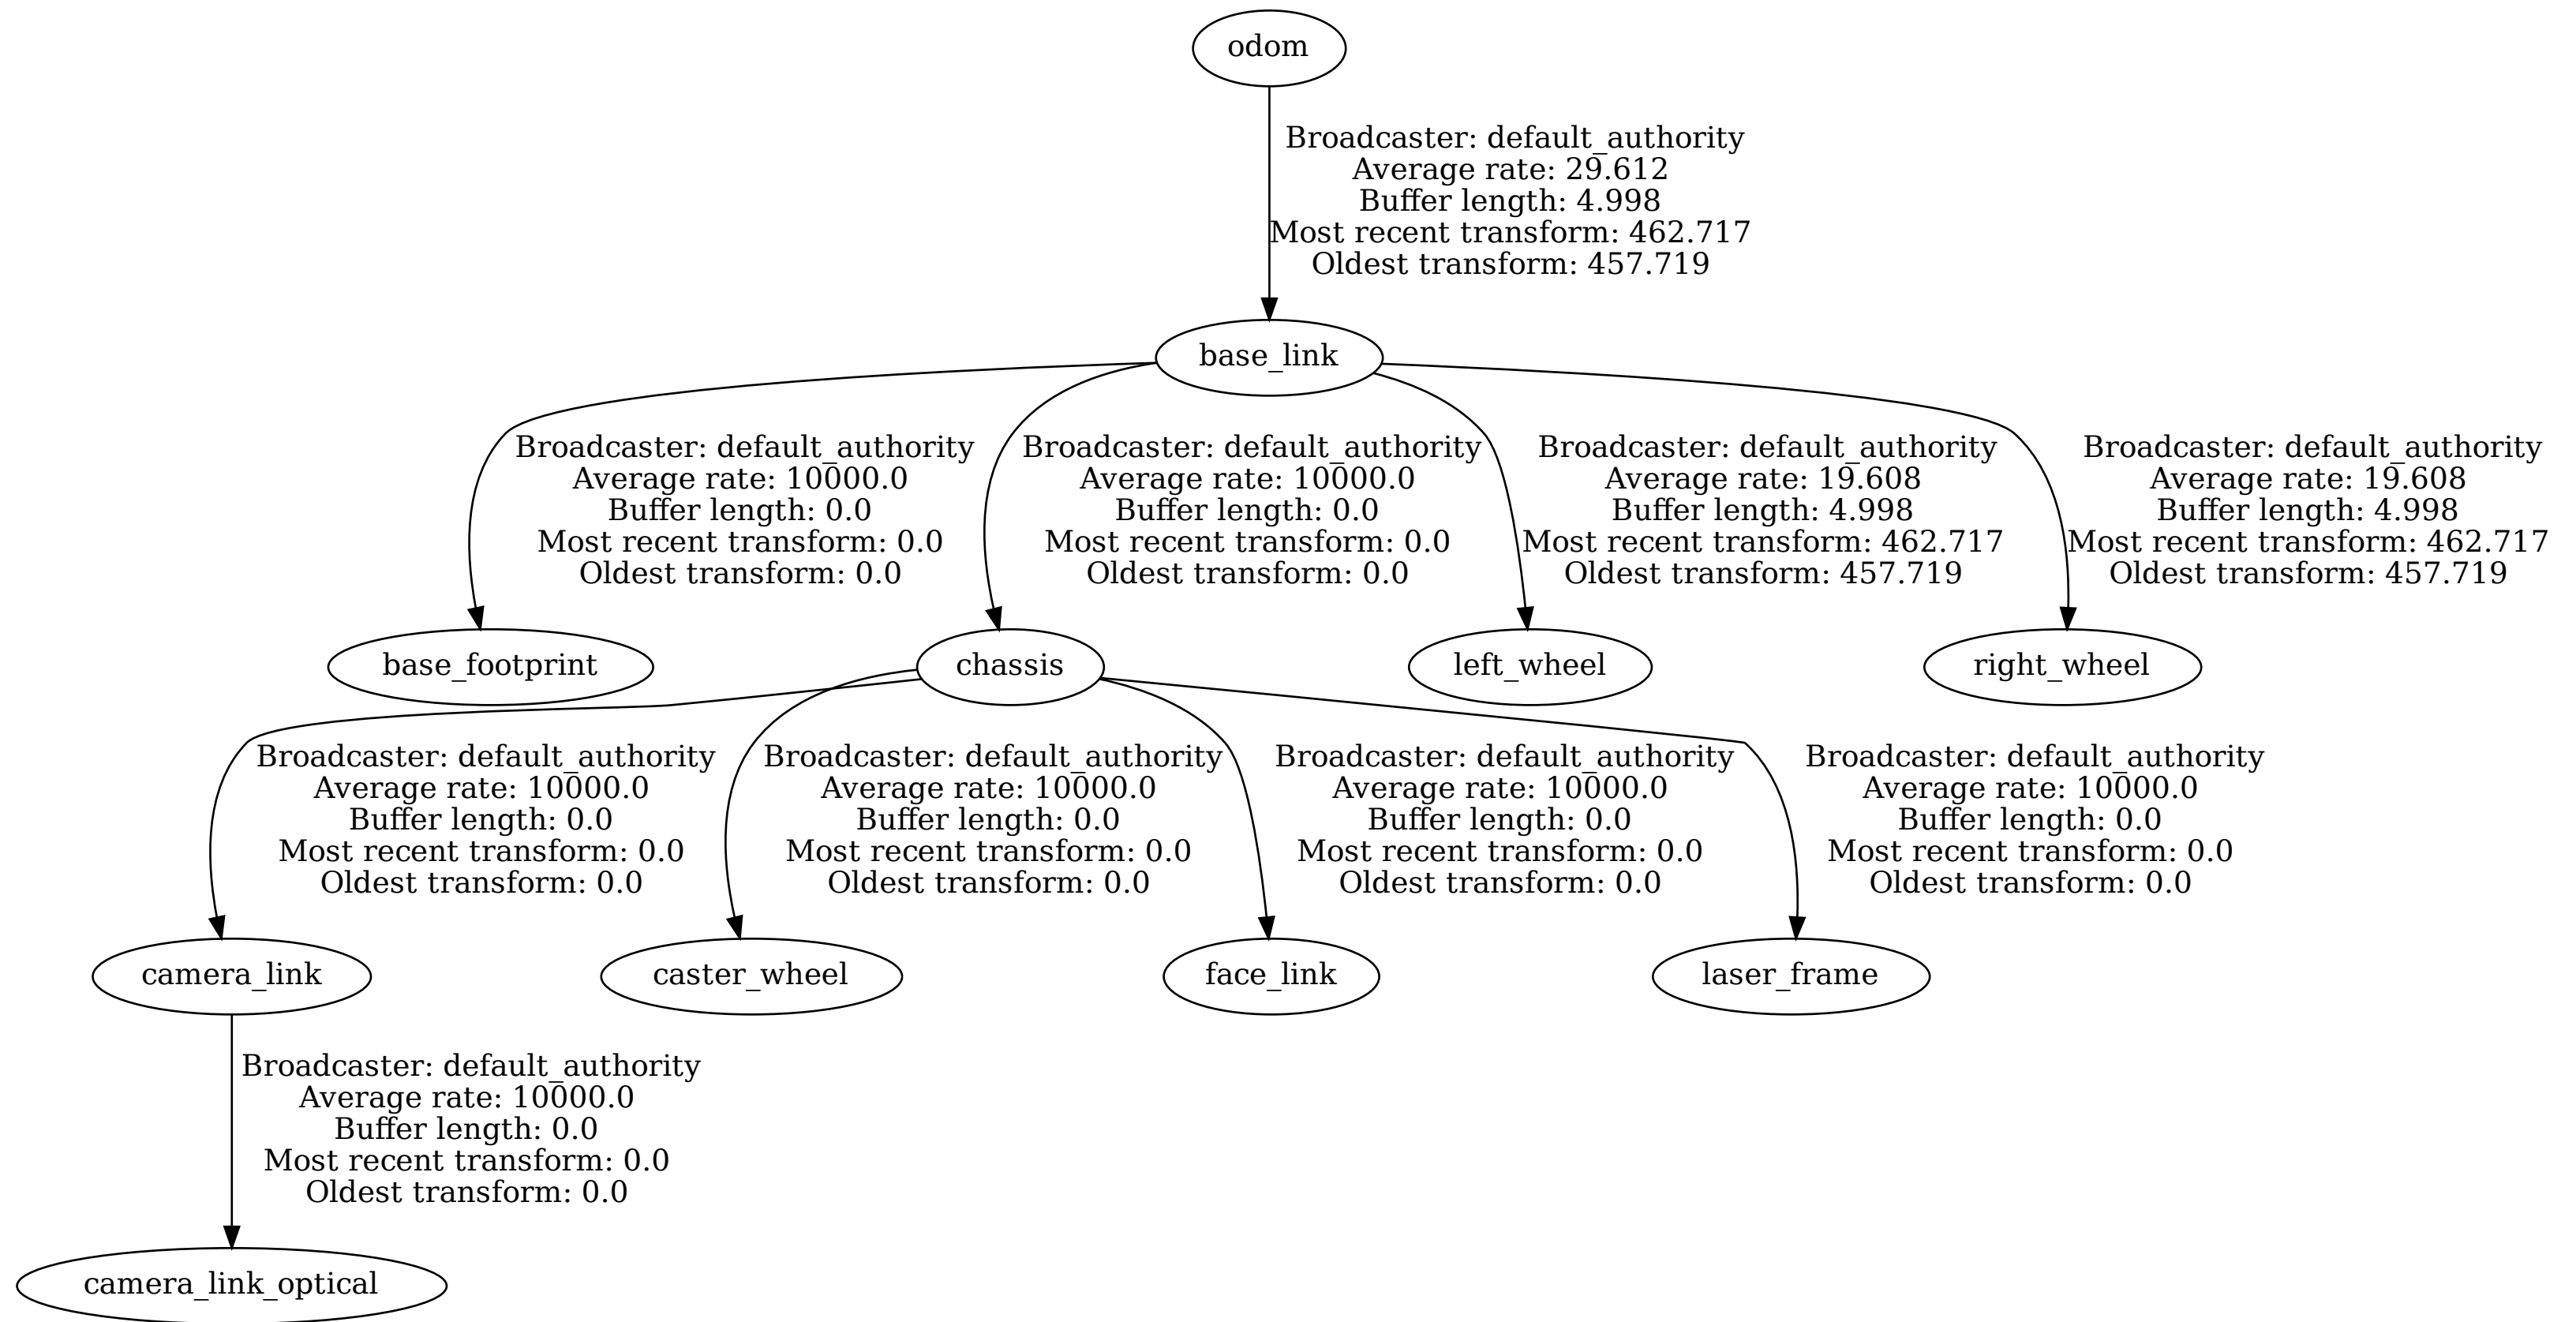 odom
Broadcaster: default_authority
Average rate: 29.612
Buffer length: 4.998
Most recent transform: 462.717
Oldest transform: 457.719
base_link
Broadcaster: default_authority
Average rate: 10000.0
Buffer length: 0.0
Most recent transform: 0.0
Oldest transform: 0.0
Broadcaster: default_authority
Average rate: 10000.0
Buffer length: 0.0
Most recent transform: 0.0
Oldest transform: 0.0
Broadcaster: default_authority
Average rate: 19.608
Buffer length: 4.998
Most recent transform: 462.717
Oldest transform: 457.719
Broadcaster: default_authority
Average rate: 19.608
Buffer length: 4.998
Most recent transform: 462.717
Oldest transform: 457.719
base_footprint
chassis
left_wheel
right_wheel
Broadcaster: default_authority
Average rate: 10000.0
Buffer length: 0.0
Most recent transform: 0.0
Oldest transform: 0.0
Broadcaster: default_authority
Average rate: 10000.0
Buffer length: 0.0
Most recent transform: 0.0
Oldest transform: 0.0
Broadcaster: default_authority
Average rate: 10000.0
Buffer length: 0.0
Most recent transform: 0.0
Oldest transform: 0.0
Broadcaster: default_authority
Average rate: 10000.0
Buffer length: 0.0
Most recent transform: 0.0
Oldest transform: 0.0
camera_link
caster_wheel
face_link
laser_frame
Broadcaster: default_authority
Average rate: 10000.0
Buffer length: 0.0
Most recent transform: 0.0
Oldest transform: 0.0
camera_link_optical